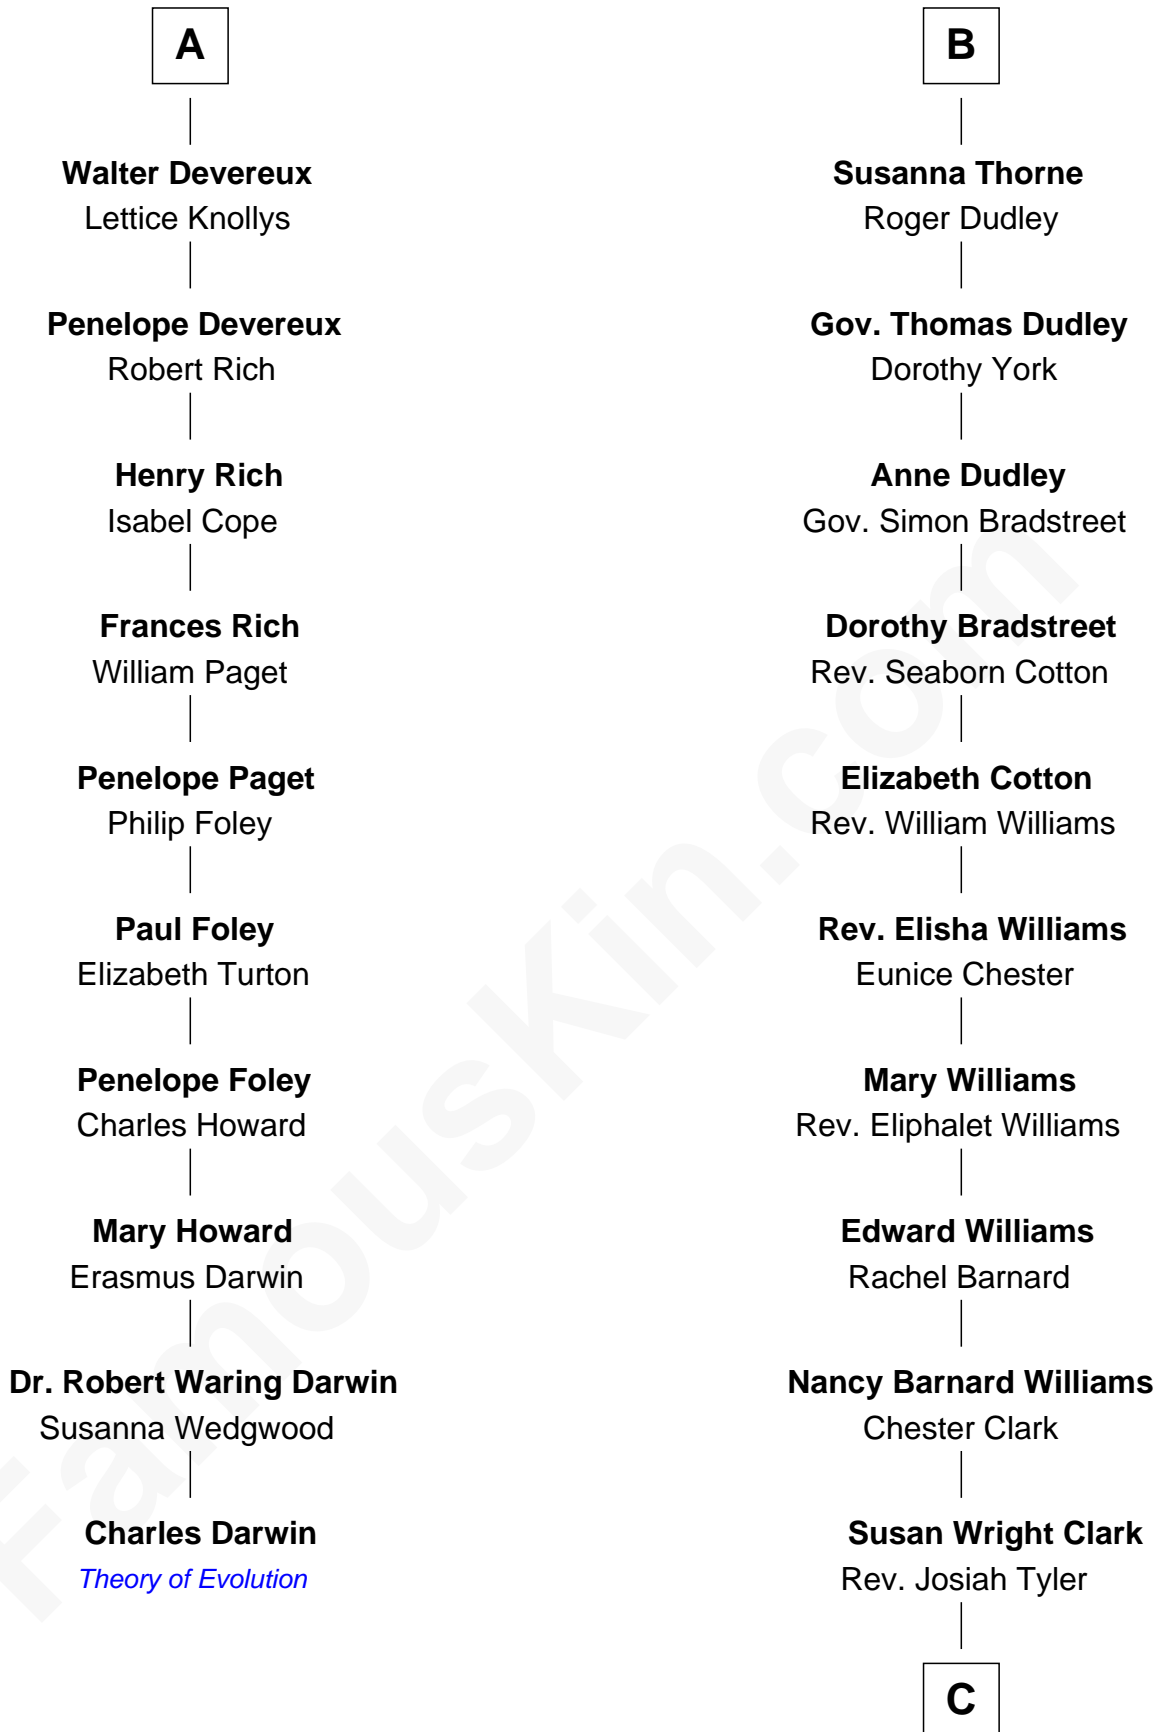 A
Walter Devereux
Lettice Knollys
Penelope Devereux
Robert Rich
Henry Rich
Isabel Cope
Frances Rich
William Paget
Penelope Paget
Philip Foley
Paul Foley
Elizabeth Turton
Penelope Foley
Charles Howard
Mary Howard
Erasmus Darwin
Dr. Robert Waring Darwin
Susanna Wedgwood
Charles Darwin
Theory of Evolution
B
Susanna Thorne
Roger Dudley
Gov. Thomas Dudley
Dorothy York
Anne Dudley
Gov. Simon Bradstreet
Dorothy Bradstreet
Rev. Seaborn Cotton
Elizabeth Cotton
Rev. William Williams
Rev. Elisha Williams
Eunice Chester
Mary Williams
Rev. Eliphalet Williams
Edward Williams
Rachel Barnard
Nancy Barnard Williams
Chester Clark
Susan Wright Clark
Rev. Josiah Tyler
C
FamousKin.com